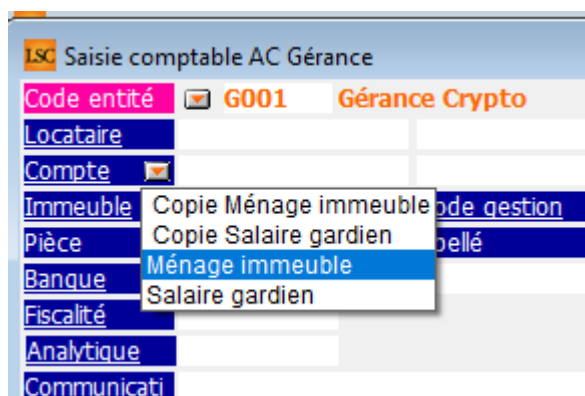 LSC Saisie comptable AC Gérance
Code entité G001 Gérance Crypto
Locataire
Compte
Immeuble Copie Ménage immeuble ode gestion
Pièce Copie Salaire gardien bellé
Ménage immeuble
Banque
Salaire gardien
Fiscalité
Analytique
Communicati